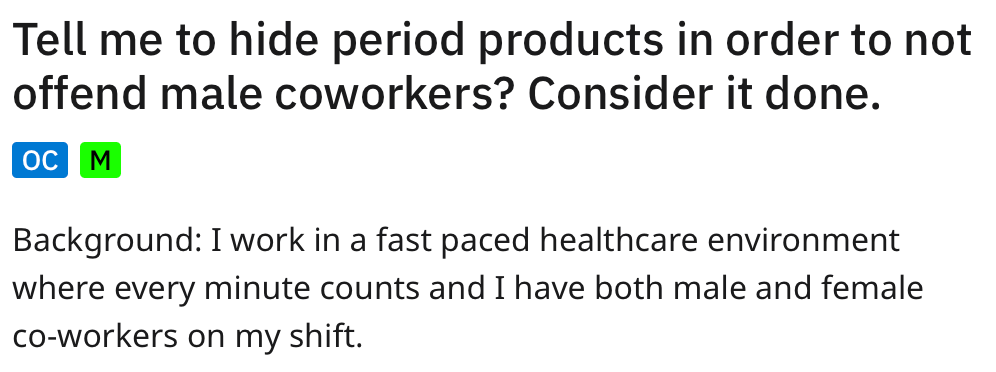 Tell me to hide period products in order to not
offend male coworkers? Consider it done.
OC M
Background: I work in a fast paced healthcare environment
where every minute counts and I have both male and female
co-workers on my shift.